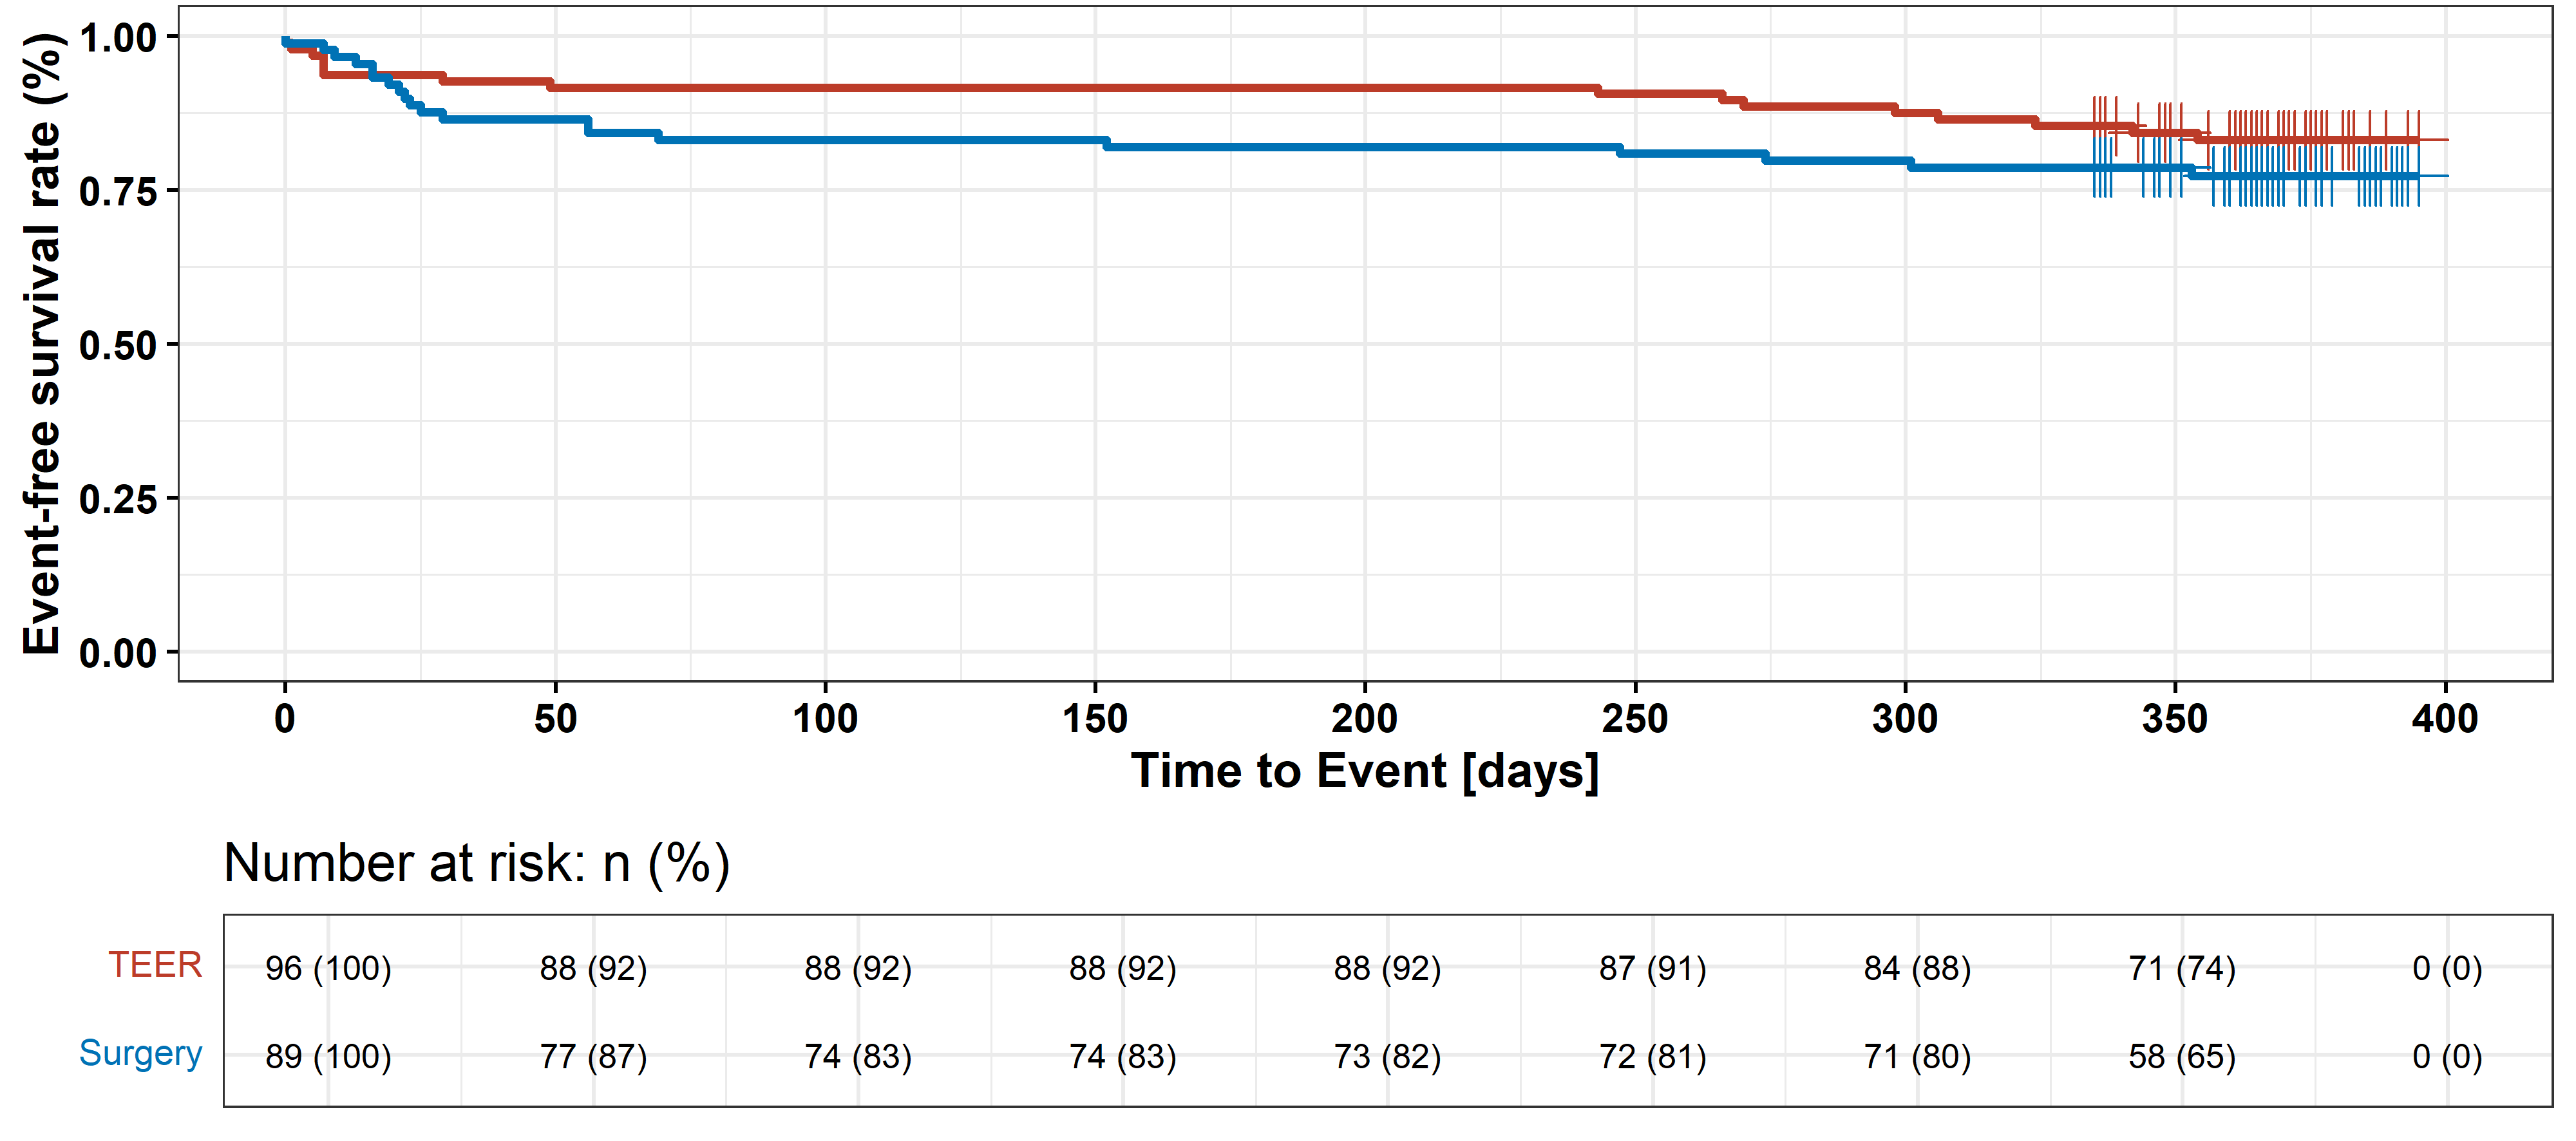 Event-free survival rate (%)
1.00
0.75
0.50
0.25
0.00
0 50 100 150 200 250 300 350 400
Time to Event [days]
Number at risk: n (%)
TEER 96 (100) 88 (92) 88 (92) 88 (92) 88 (92) 87 (91) 84 (88) 71 (74) 0 (0)
Surgery 89 (100) 77 (87) 74 (83) 74 (83) 73 (82) 72 (81) 71 (80) 58 (65) 0 (0)